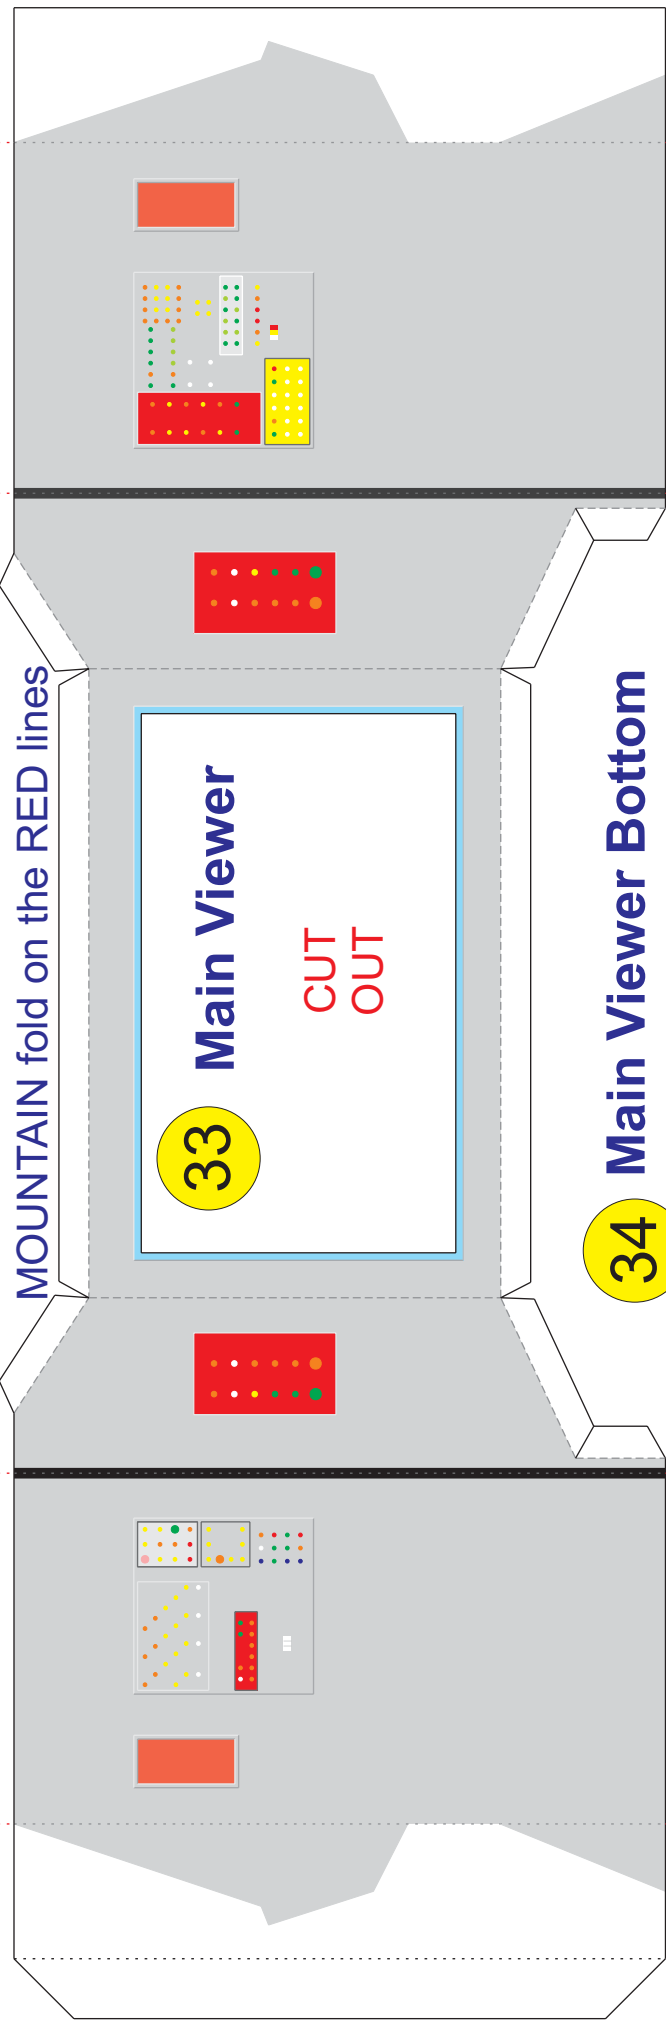 MOUNTAIN fold on the RED lines
33 Main Viewer
CUT
OUT
34 Main Viewer Bottom